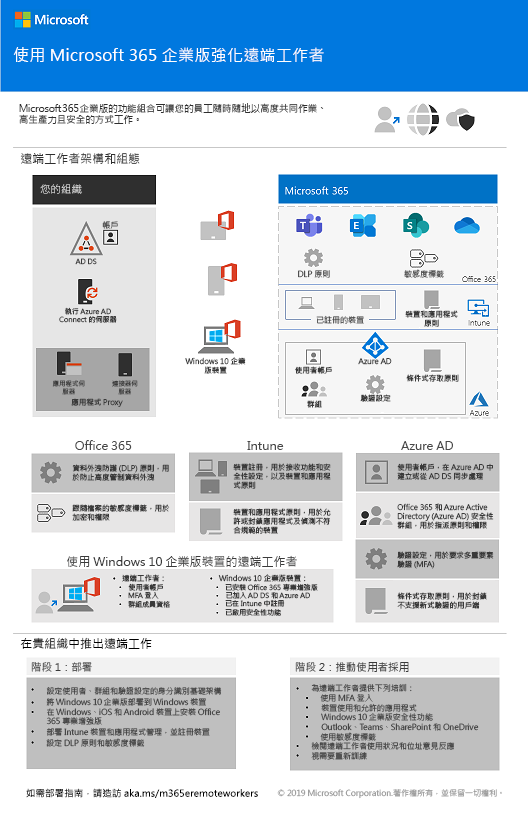 Microsoft
使用 Microsoft 365 企業版強化遠端工作者
Microsoft365企業版的功能組合可讓您的員工隨時隨地以高度共同作業、
高生產力且安全的方式工作。
遠端工作者架構和組態
您的組織
帳戶
AD DS
執行 Azure AD
Connect 的伺服器
應用程式伺
服器
連接器伺
服器
應用程式 Proxy
Windows 10 企業
版裝置
Microsoft 365
DLP 原則
敏感度標籤
Office 365
已註冊的裝置
裝置和應用程式
原則
Intune
Azure AD
使用者帳戶
群組
驗證設定
條件式存取原則
Azure
Office 365
資料外洩防護 (DLP) 原則，用
於防止高度管制資料外洩
跟隨檔案的敏感度標籤，用於
加密和權限
Intune
裝置註冊，用於接收功能和安
全性設定，以及裝置和應用程
式原則
裝置和應用程式原則，用於允
許或封鎖應用程式及偵測不符
合規範的裝置
Azure AD
使用者帳戶，在 Azure AD 中
建立或從 AD DS 同步處理
Office 365 和 Azure Active
Directory (Azure AD) 安全性
群組，用於指派原則和權限
驗證設定，用於要求多重要素
驗證 (MFA)
條件式存取原則，用於封鎖
不支援新式驗證的用戶端
使用 Windows 10 企業版裝置的遠端工作者
• 遠端工作者：
• 使用者帳戶
• MFA 登入
• 群組成員資格
• Windows 10 企業版裝置：
• 已安裝 Office 365 專業增強版
• 已加入 AD DS 和 Azure AD
• 已在 Intune 中註冊
• 已啟用安全性功能
在貴組織中推出遠端工作
階段 1：部署
• 設定使用者、群組和驗證設定的身分識別基礎架構
• 將 Windows 10 企業版部署到 Windows 裝置
• 在 Windows、iOS 和 Android 裝置上安裝 Office
365 專業增強版
• 部署 Intune 裝置和應用程式管理，並註冊裝置
• 設定 DLP 原則和敏感度標籤
階段 2：推動使用者採用
• 為遠端工作者提供下列培訓：
• 使用 MFA 登入
• 裝置使用和允許的應用程式
• Windows 10 企業版安全性功能
• Outlook、Teams、SharePoint 和 OneDrive
• 使用敏感度標籤
• 檢閱遠端工作者使用狀況和位址意見反應
• 視需要重新訓練
如需部署指南，請造訪 aka.ms/m365eremoteworkers
© 2019 Microsoft Corporation.著作權所有，並保留一切權利。